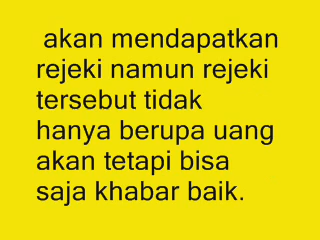 akan mendapatkan
rejeki namun rejeki
tersebut tidak
hanya berupa uang
akan tetapi bisa
saja khabar baik.